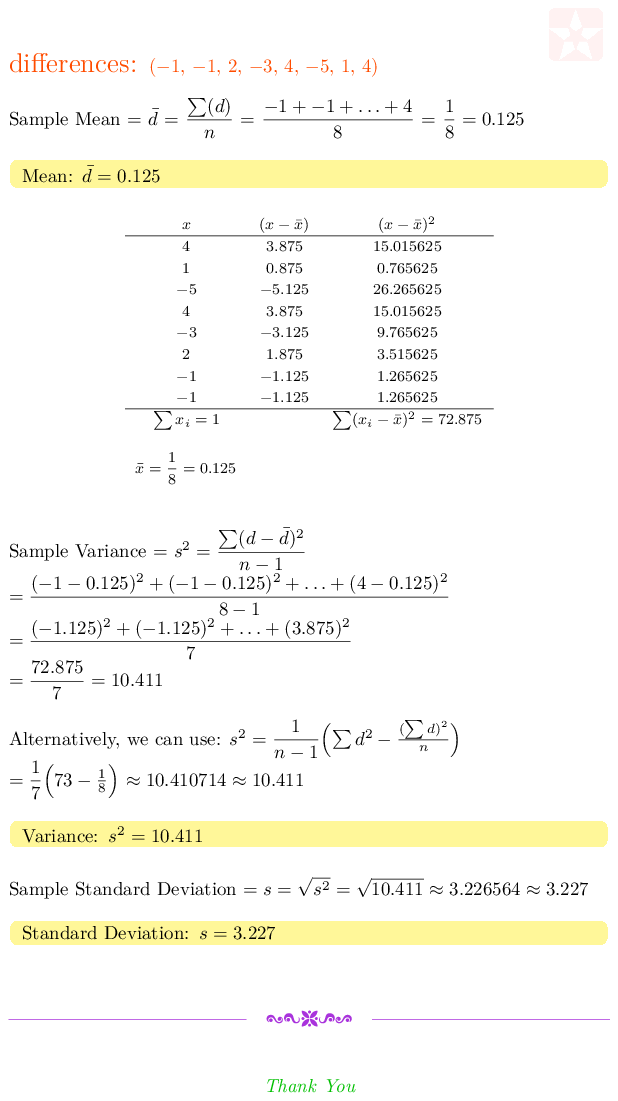 differences: (−1, −1, 2, −3, 4, −5, 1, 4)
Sample Mean = d̄ = ∑(d)/n = (−1 + −1 + … + 4)/8 = 1/8 = 0.125
Mean: d̄ = 0.125
x (x − x̄) (x − x̄)²
4 3.875 15.015625
1 0.875 0.765625
−5 −5.125 26.265625
4 3.875 15.015625
−3 −3.125 9.765625
2 1.875 3.515625
−1 −1.125 1.265625
−1 −1.125 1.265625
∑xᵢ = 1 ∑(xᵢ − x̄)² = 72.875
x̄ = 1/8 = 0.125
Sample Variance = s² = ∑(d − d̄)²/(n − 1)
= ((−1 − 0.125)² + (−1 − 0.125)² + … + (4 − 0.125)²)/(8 − 1)
= ((−1.125)² + (−1.125)² + … + (3.875)²)/7
= 72.875/7 = 10.411
Alternatively, we can use: s² = 1/(n − 1) (∑d² − (∑d)²/n)
= 1/7 (73 − 1/8) ≈ 10.410714 ≈ 10.411
Variance: s² = 10.411
Sample Standard Deviation = s = √s² = √10.411 ≈ 3.226564 ≈ 3.227
Standard Deviation: s = 3.227
Thank You